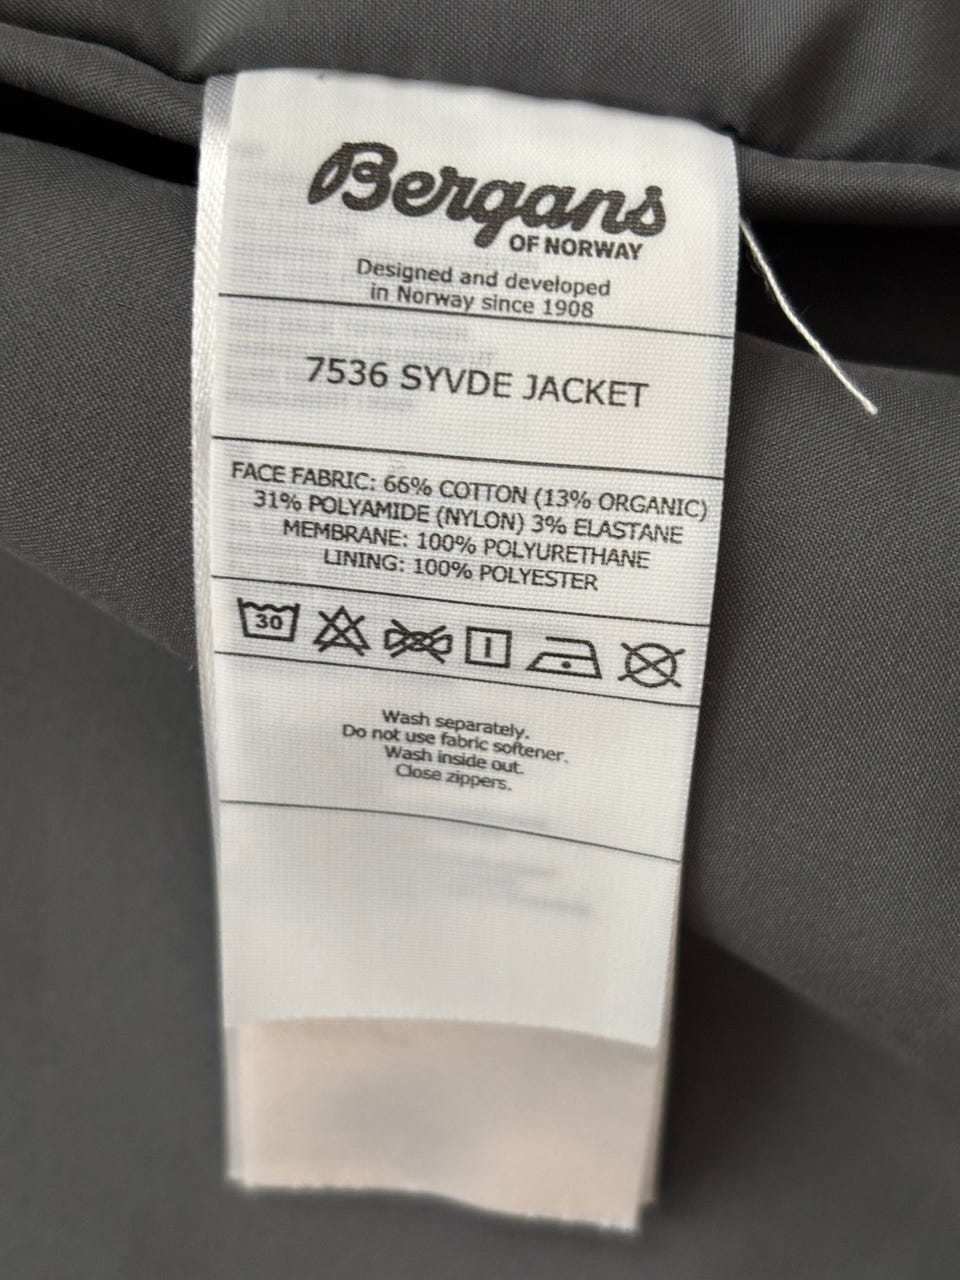 Bergans
OF NORWAY
Designed and developed
in Norway since 1908
7536 SYVDE JACKET
FACE FABRIC: 66% COTTON (13% ORGANIC)
31% POLYAMIDE (NYLON) 3% ELASTANE
MEMBRANE: 100% POLYURETHANE
LINING: 100% POLYESTER
30
Wash separately.
Do not use fabric softener.
Wash inside out.
Close zippers.